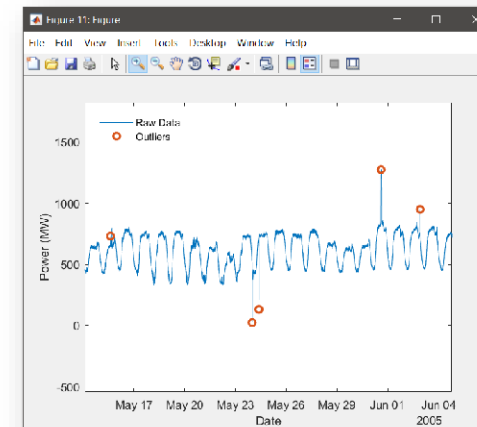 Figure 11: Figure
File Edit View Insert Tools Desktop Window Help
Raw Data
Outliers
1500
1000
500
0
-500
Power (MW)
May 17 May 20 May 23 May 26 May 29 Jun 01 Jun 04
Date 2005